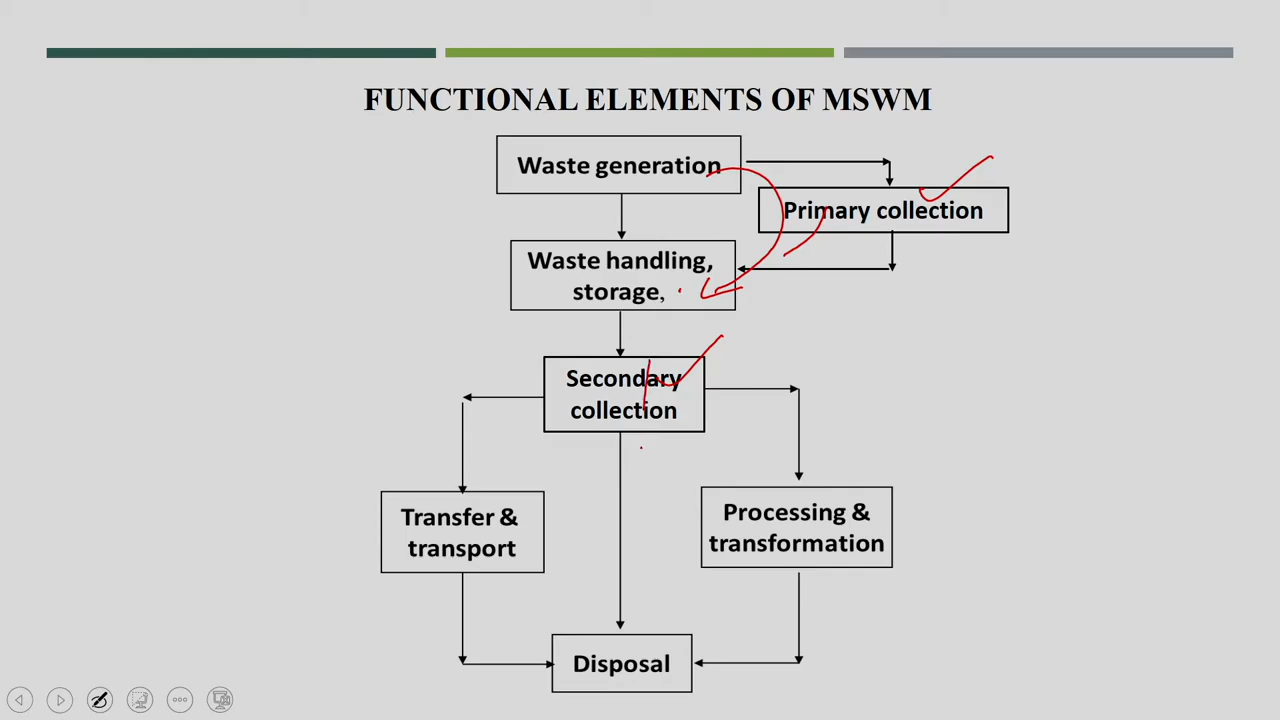 FUNCTIONAL ELEMENTS OF MSWM
Waste generation
Primary collection
Waste handling,
storage,
Secondary
collection
Transfer &
transport
Processing &
transformation
Disposal